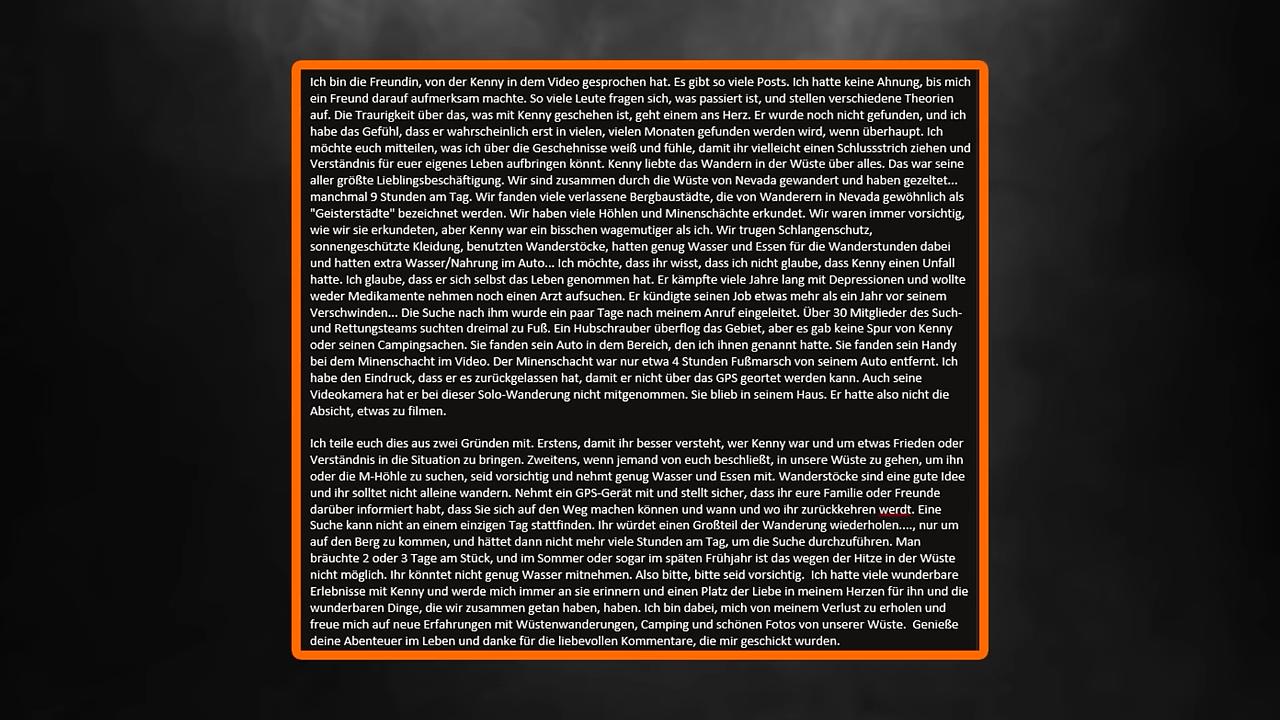 Ich bin die Freundin, von der Kenny in dem Video gesprochen hat. Es gibt so viele Posts. Ich hatte keine Ahnung, bis mich
ein Freund darauf aufmerksam machte. So viele Leute fragen sich, was passiert ist, und stellen verschiedene Theorien
auf. Die Traurigkeit über das, was mit Kenny geschehen ist, geht einem ans Herz. Er wurde noch nicht gefunden, und ich
habe das Gefühl, dass er wahrscheinlich erst in vielen, vielen Monaten gefunden werden wird, wenn überhaupt. Ich
möchte euch mitteilen, was ich über die Geschehnisse weiß und fühle, damit ihr vielleicht einen Schlussstrich ziehen und
Verständnis für euer eigenes Leben aufbringen könnt. Kenny liebte das Wandern in der Wüste über alles. Das war seine
aller größte Lieblingsbeschäftigung. Wir sind zusammen durch die Wüste von Nevada gewandert und haben gezeltet...
manchmal 9 Stunden am Tag. Wir fanden viele verlassene Bergbaustädte, die von Wanderern in Nevada gewöhnlich als
"Geisterstädte" bezeichnet werden. Wir haben viele Höhlen und Minenschächte erkundet. Wir waren immer vorsichtig,
wie wir sie erkundeten, aber Kenny war ein bisschen wagemutiger als ich. Wir trugen Schlangenschutz,
sonnengeschützte Kleidung, benutzten Wanderstöcke, hatten genug Wasser und Essen für die Wanderstunden dabei
und hatten extra Wasser/Nahrung im Auto... Ich möchte, dass ihr wisst, dass ich nicht glaube, dass Kenny einen Unfall
hatte. Ich glaube, dass er sich selbst das Leben genommen hat. Er kämpfte viele Jahre lang mit Depressionen und wollte
weder Medikamente nehmen noch einen Arzt aufsuchen. Er kündigte seinen Job etwas mehr als ein Jahr vor seinem
Verschwinden... Die Suche nach ihm wurde ein paar Tage nach meinem Anruf eingeleitet. Über 30 Mitglieder des Such-
und Rettungsteams suchten dreimal zu Fuß. Ein Hubschrauber überflog das Gebiet, aber es gab keine Spur von Kenny
oder seinen Campingsachen. Sie fanden sein Auto in dem Bereich, den ich ihnen genannt hatte. Sie fanden sein Handy
bei dem Minenschacht im Video. Der Minenschacht war nur etwa 4 Stunden Fußmarsch von seinem Auto entfernt. Ich
habe den Eindruck, dass er es zurückgelassen hat, damit er nicht über das GPS geortet werden kann. Auch seine
Videokamera hat er bei dieser Solo-Wanderung nicht mitgenommen. Sie blieb in seinem Haus. Er hatte also nicht die
Absicht, etwas zu filmen.
Ich teile euch dies aus zwei Gründen mit. Erstens, damit ihr besser versteht, wer Kenny war und um etwas Frieden oder
Verständnis in die Situation zu bringen. Zweitens, wenn jemand von euch beschließt, in unsere Wüste zu gehen, um ihn
oder die M-Höhle zu suchen, seid vorsichtig und nehmt genug Wasser und Essen mit. Wanderstöcke sind eine gute Idee
und ihr solltet nicht alleine wandern. Nehmt ein GPS-Gerät mit und stellt sicher, dass ihr eure Familie oder Freunde
darüber informiert habt, dass Sie sich auf den Weg machen können und wann und wo ihr zurückkehren werdt. Eine
Suche kann nicht an einem einzigen Tag stattfinden. Ihr würdet einen Großteil der Wanderung wiederholen...., nur um
auf den Berg zu kommen, und hättet dann nicht mehr viele Stunden am Tag, um die Suche durchzuführen. Man
bräuchte 2 oder 3 Tage am Stück, und im Sommer oder sogar im späten Frühjahr ist das wegen der Hitze in der Wüste
nicht möglich. Ihr könntet nicht genug Wasser mitnehmen. Also bitte, bitte seid vorsichtig.  Ich hatte viele wunderbare
Erlebnisse mit Kenny und werde mich immer an sie erinnern und einen Platz der Liebe in meinem Herzen für ihn und die
wunderbaren Dinge, die wir zusammen getan haben, haben. Ich bin dabei, mich von meinem Verlust zu erholen und
freue mich auf neue Erfahrungen mit Wüstenwanderungen, Camping und schönen Fotos von unserer Wüste.  Genieße
deine Abenteuer im Leben und danke für die liebevollen Kommentare, die mir geschickt wurden.